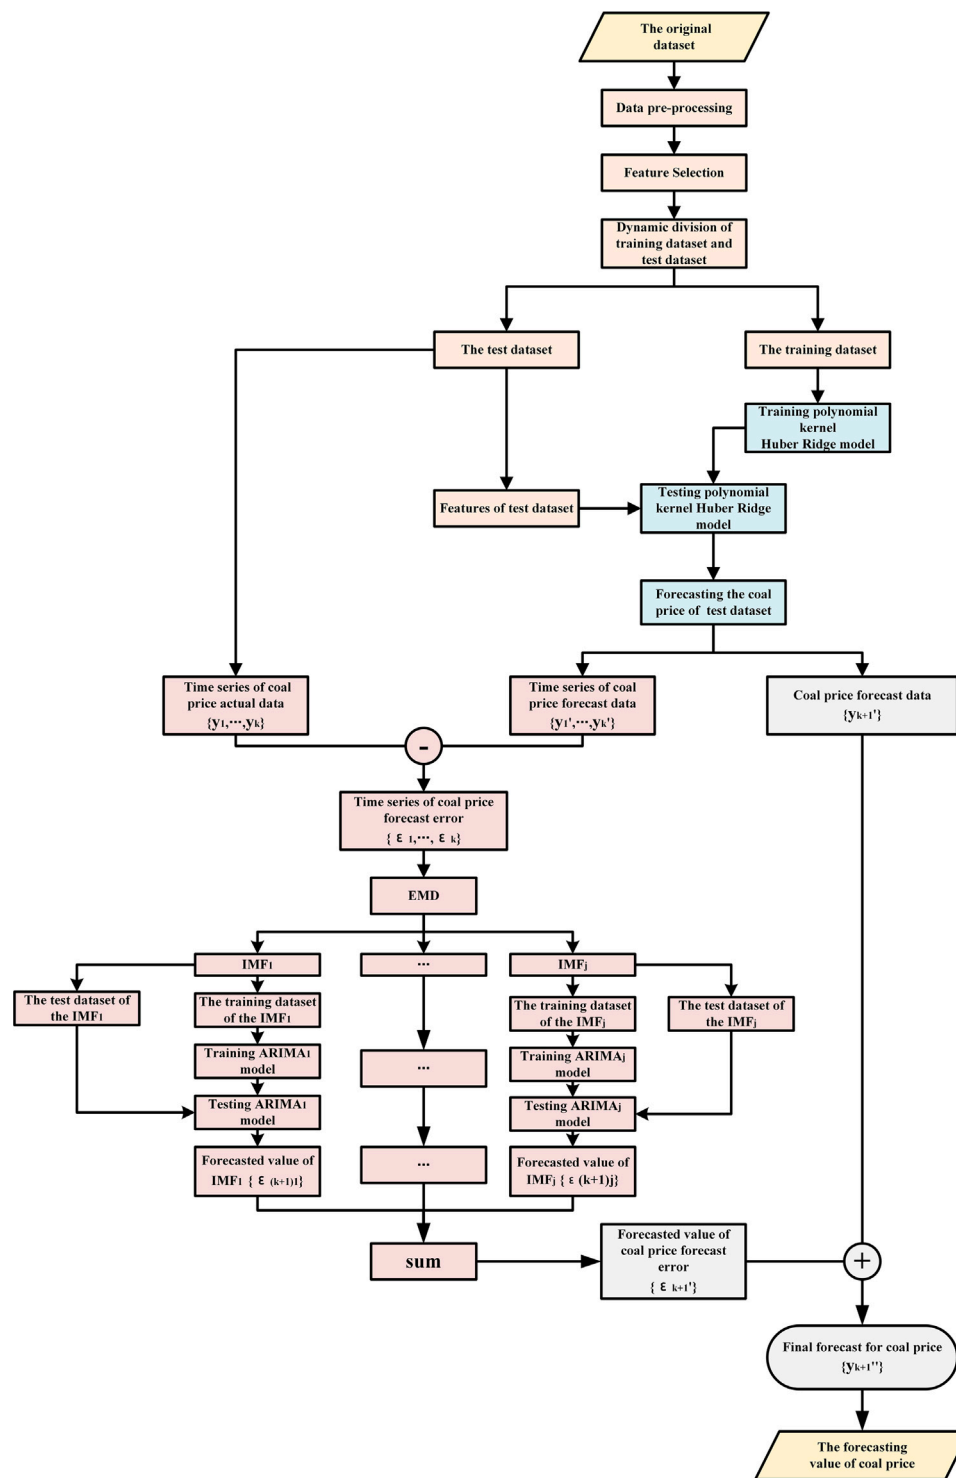 The original
dataset
Data pre-processing
Feature Selection
Dynamic division of
training dataset and
test dataset
The test dataset
The training dataset
Training polynomial
kernel
Huber Ridge model
Features of test dataset
Testing polynomial
kernel Huber Ridge
model
Forecasting the coal
price of test dataset
Time series of coal
price actual data
{y1,···,yk}
Time series of coal
price forecast data
{y1',···,yk'}
Coal price forecast data
{yk+1'}
-
Time series of coal price
forecast error
{ ε 1,···, ε k}
EMD
IMF1
...
IMFj
The test dataset of
the IMF1
The training dataset
of the IMF1
The training dataset
of the IMFj
The test dataset
of the IMFj
Training ARIMA1
model
...
Training ARIMAj
model
Testing ARIMA1
model
Testing ARIMAj
model
Forecasted value of
IMF1 { ε (k+1)1}
...
Forecasted value of
IMFj { ε (k+1)j}
sum
Forecasted value of
coal price forecast
error
{ ε k+1'}
+
Final forecast for coal price
{yk+1''}
The forecasting
value of coal price